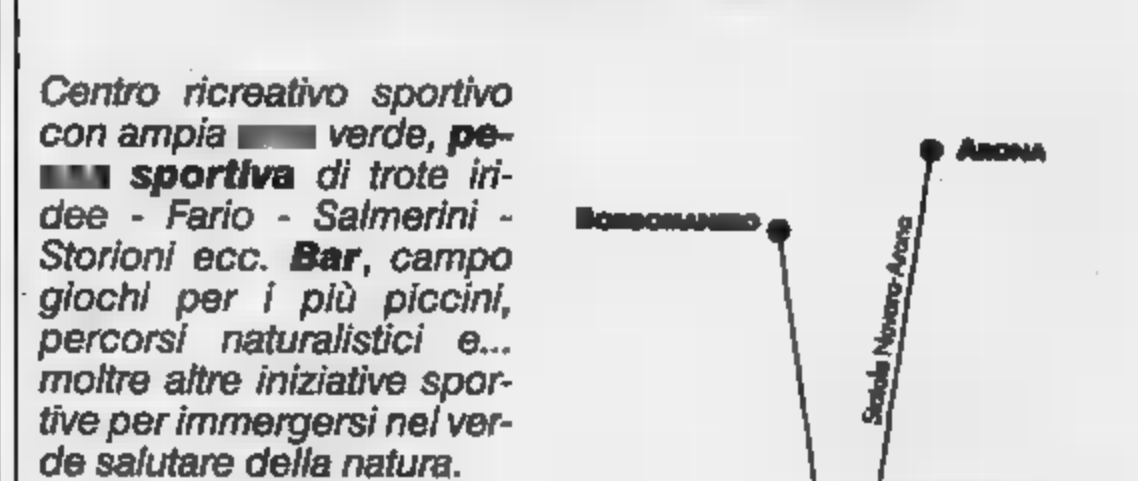 Centro ricreativo sportivo
con ampia verde, pe-
sportiva di trote iri-
dee - Fario - Salmerini -
Storioni ecc. Bar, campo
giochi per i più piccini,
percorsi naturalistici e...
moltre altre iniziative spor-
tive per immergersi nel ver-
de salutare della natura.
ARONA
BORGOMANERO
Statale Novara-Arona